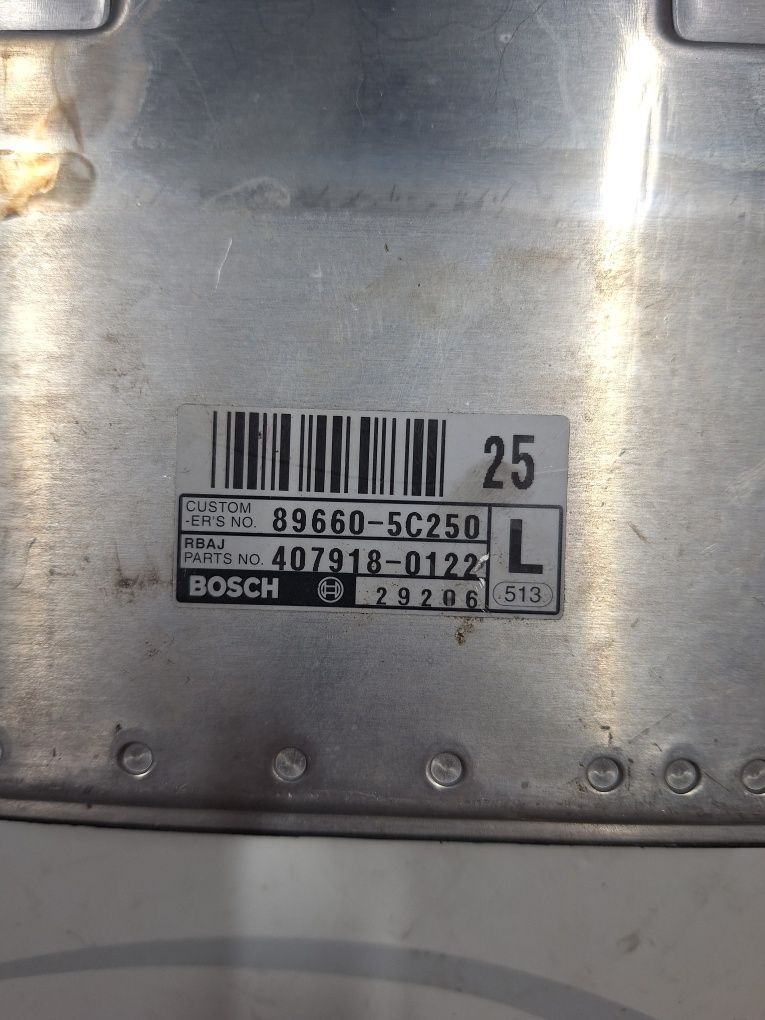 25
CUSTOM
-ER'S NO. 89660-5C250
RBAJ
PARTS NO. 407918-0122
L
BOSCH 29206
513